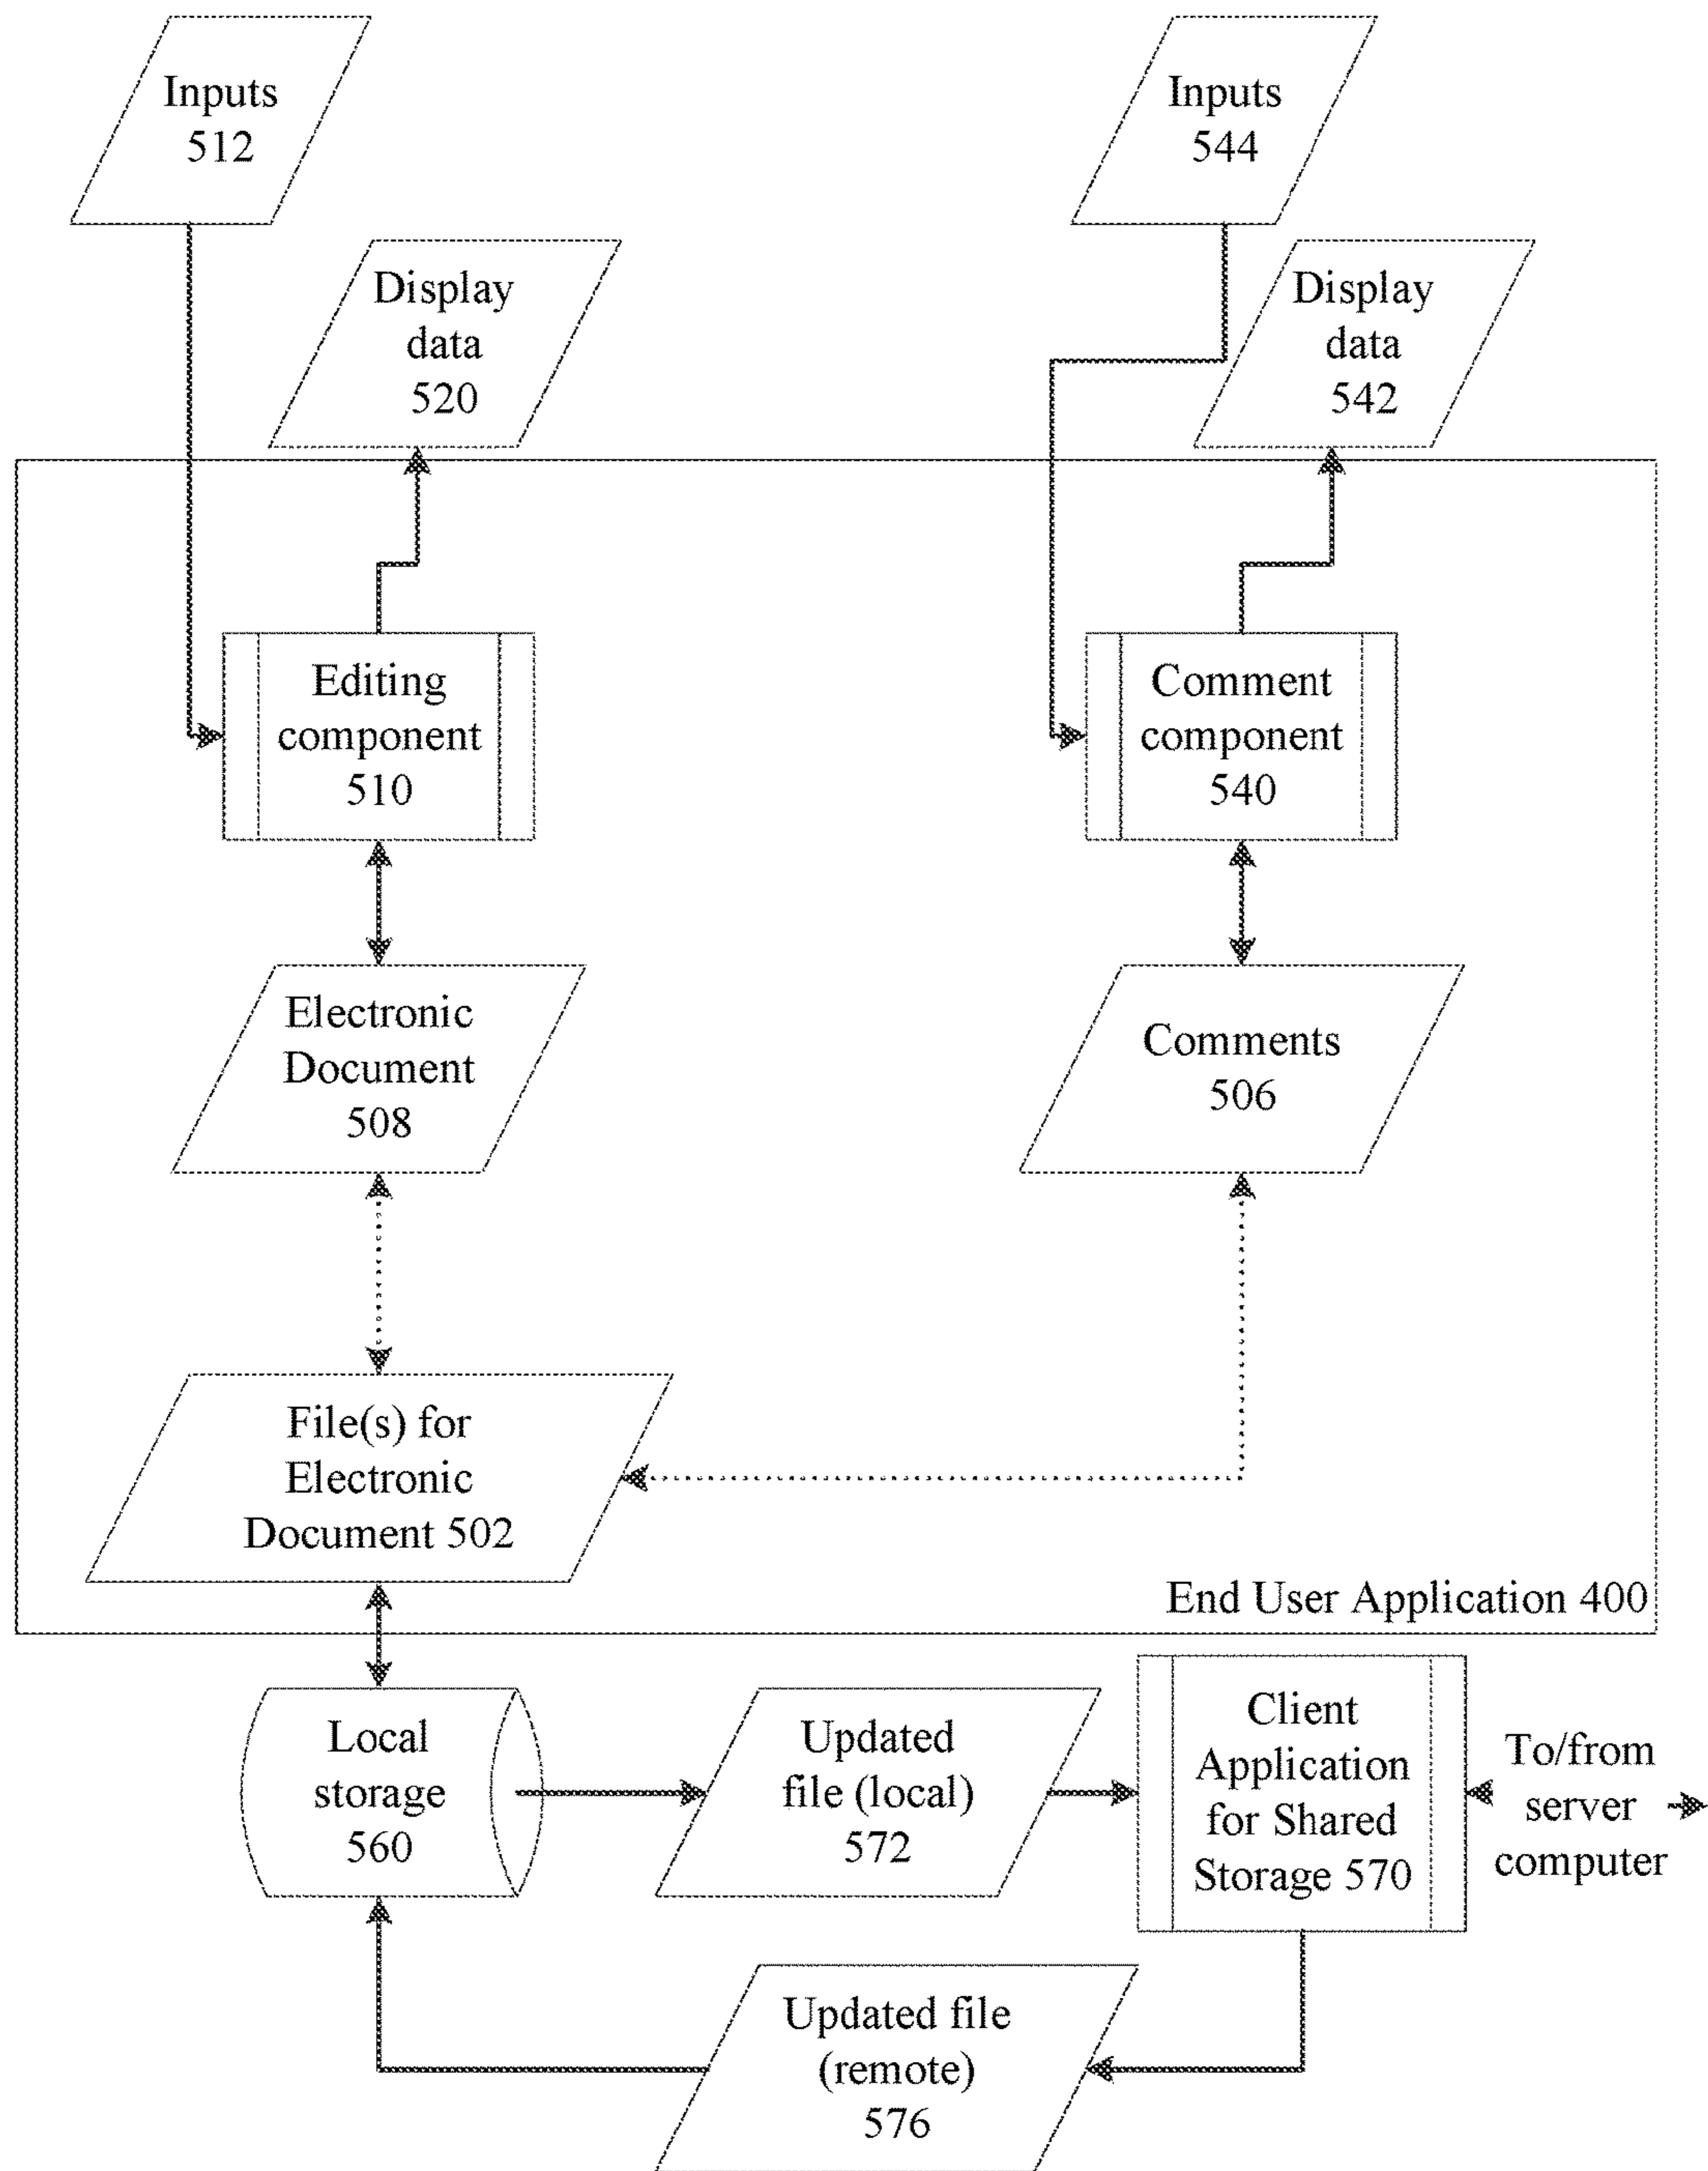 Inputs
512
Inputs
544
Display
data
520
Display
data
542
Editing
component
510
Comment
component
540
Electronic
Document
508
Comments
506
File(s) for
Electronic
Document 502
End User Application 400
Local
storage
560
Updated
file (local)
572
Client
Application
for Shared
Storage 570
To/from
server
computer
Updated file
(remote)
576